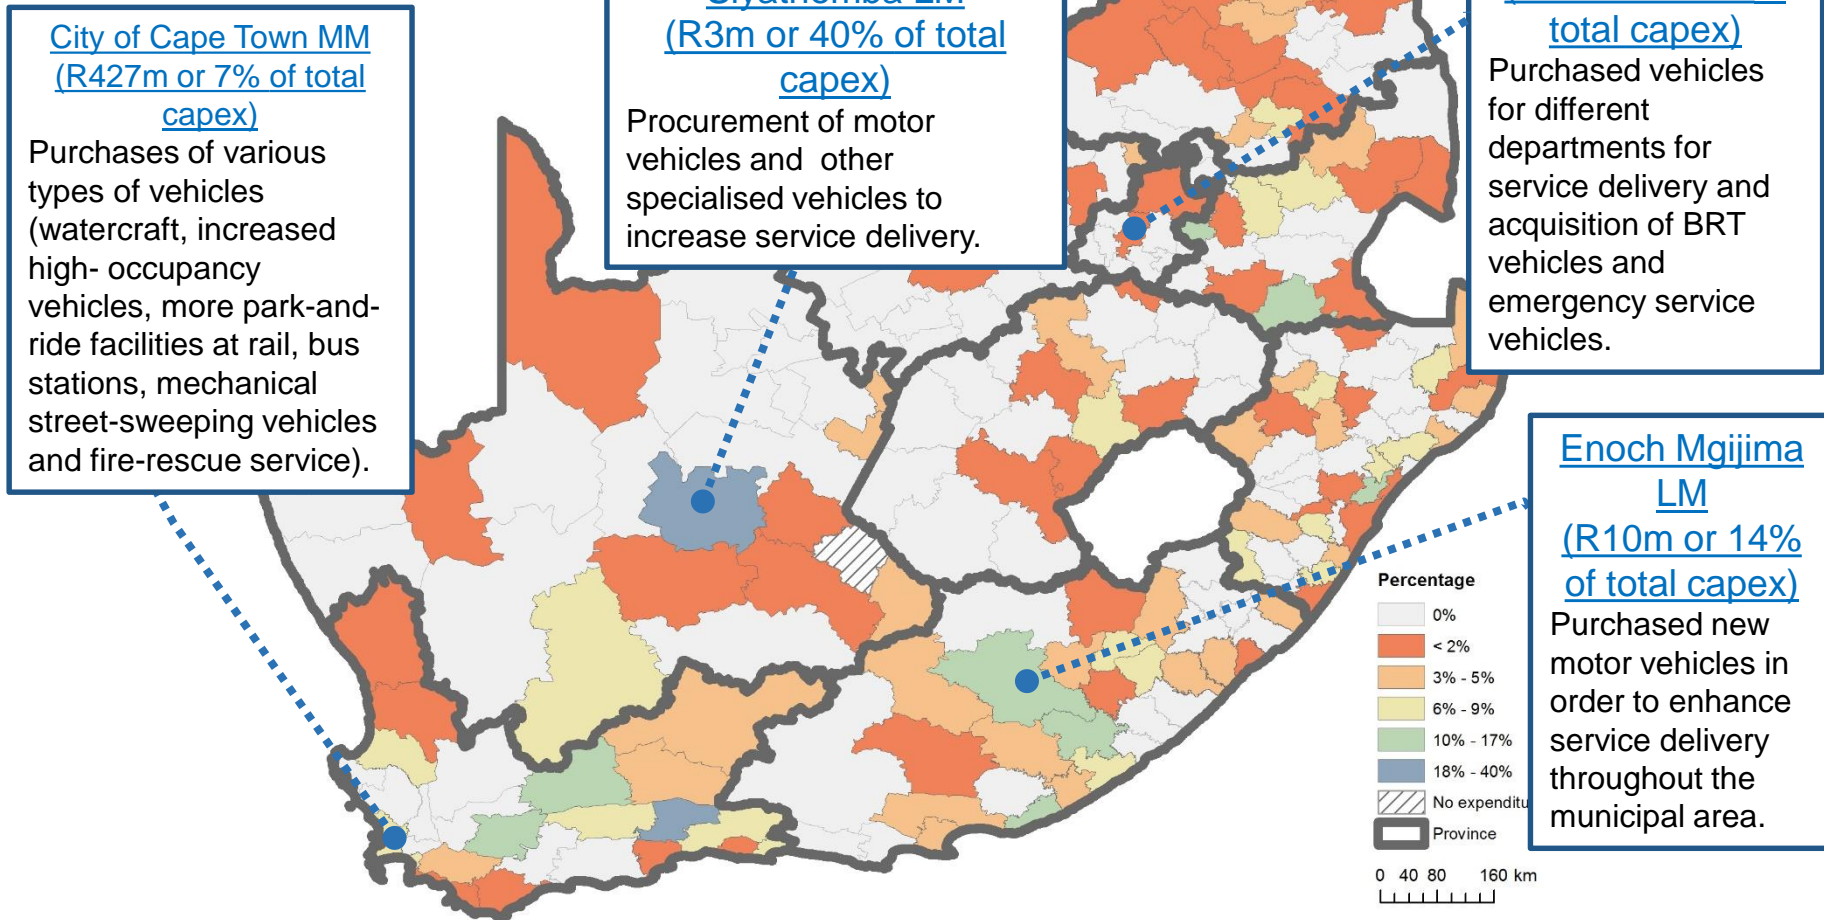 City of Cape Town MM
(R427m or 7% of total
capex)
Purchases of various
types of vehicles
(watercraft, increased
high- occupancy
vehicles, more park-and-
ride facilities at rail, bus
stations, mechanical
street-sweeping vehicles
and fire-rescue service).
(R3m or 40% of total
capex)
Procurement of motor
vehicles and other
specialised vehicles to
increase service delivery.
total capex)
Purchased vehicles
for different
departments for
service delivery and
acquisition of BRT
vehicles and
emergency service
vehicles.
Enoch Mgijima
LM
(R10m or 14%
of total capex)
Purchased new
motor vehicles in
order to enhance
service delivery
throughout the
municipal area.
Percentage
0%
< 2%
3% - 5%
6% - 9%
10% - 17%
18% - 40%
No expenditu
Province
0 40 80 160 km